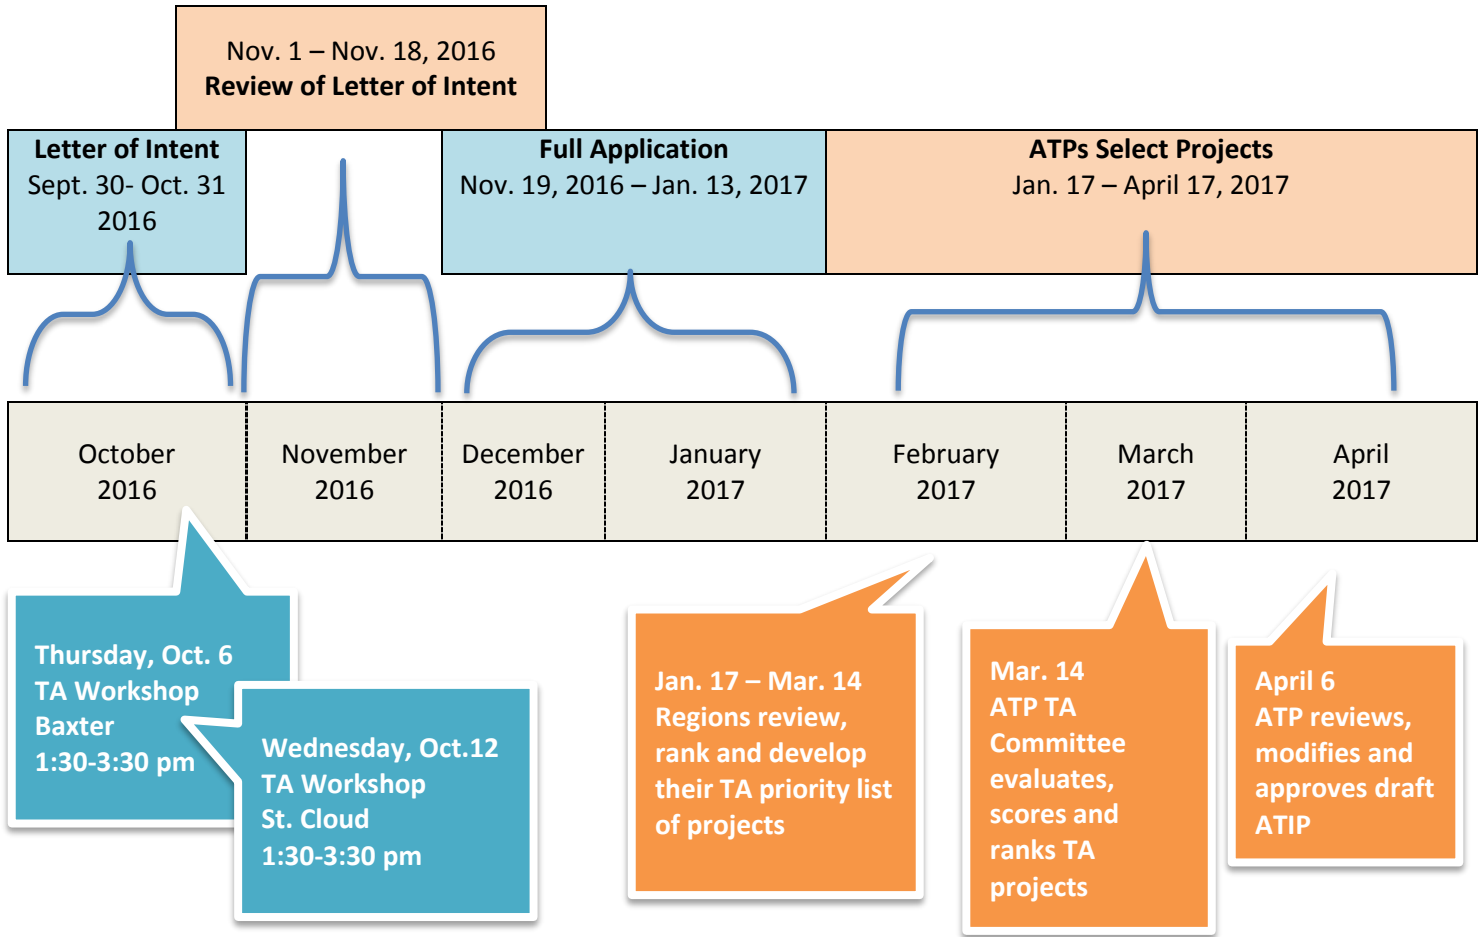 Nov. 1 – Nov. 18, 2016
Review of Letter of Intent
Letter of Intent
Sept. 30- Oct. 31
2016
Full Application
Nov. 19, 2016 – Jan. 13, 2017
ATPs Select Projects
Jan. 17 – April 17, 2017
October
2016
November
2016
December
2016
January
2017
February
2017
March
2017
April
2017
Thursday, Oct. 6
TA Workshop
Baxter
1:30-3:30 pm
Wednesday, Oct.12
TA Workshop
St. Cloud
1:30-3:30 pm
Jan. 17 – Mar. 14
Regions review,
rank and develop
their TA priority list
of projects
Mar. 14
ATP TA
Committee
evaluates,
scores and
ranks TA
projects
April 6
ATP reviews,
modifies and
approves draft
ATIP